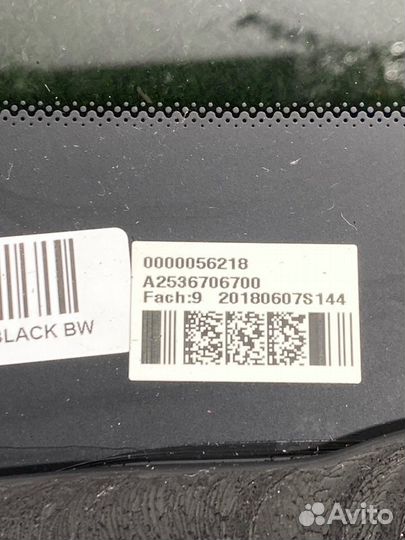 0000056218
A2536706700
Fach:9 20180607S144
BLACK BW
Avito